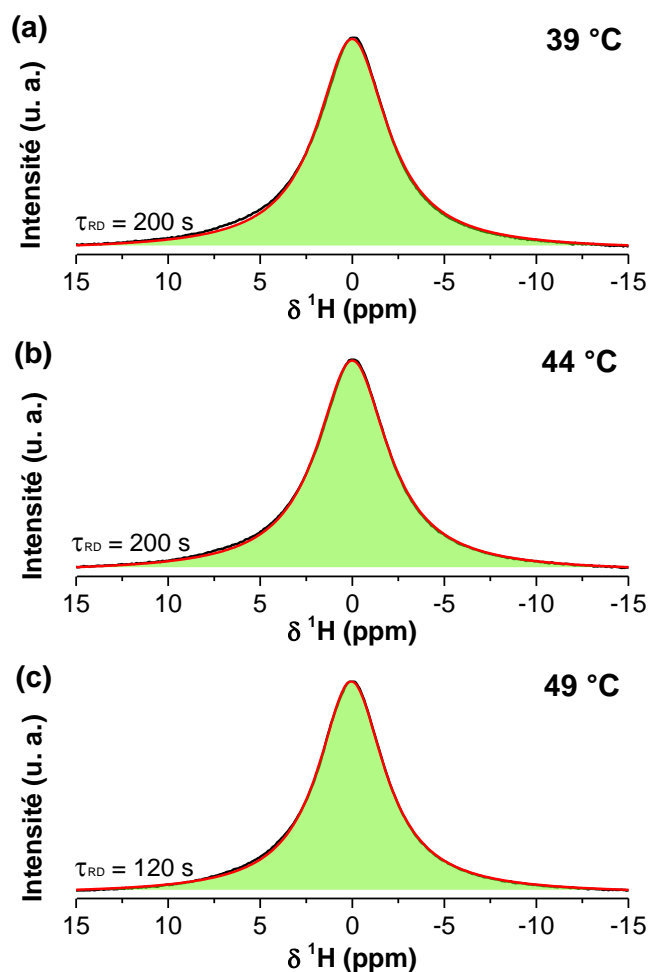 (a)
39 °C
Intensité (u. a.)
τRD = 200 s
15 10 5 0 -5 -10 -15
δ ¹H (ppm)
(b)
44 °C
Intensité (u. a.)
τRD = 200 s
15 10 5 0 -5 -10 -15
δ ¹H (ppm)
(c)
49 °C
Intensité (u. a.)
τRD = 120 s
15 10 5 0 -5 -10 -15
δ ¹H (ppm)